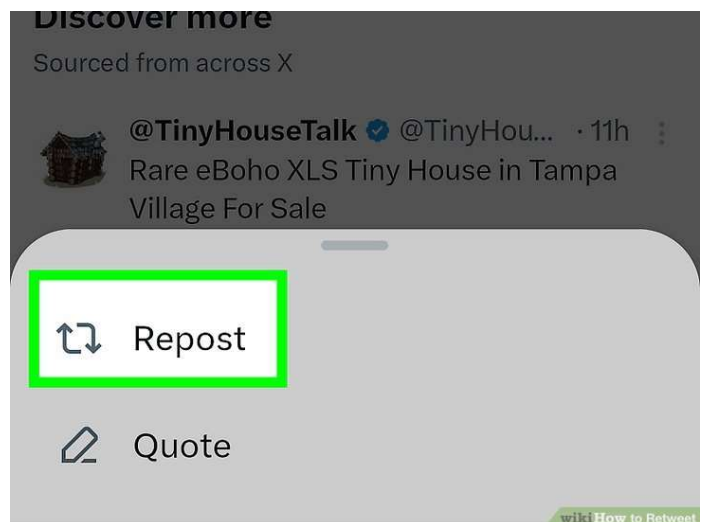 Discover more
Sourced from across X
@TinyHouseTalk @TinyHou... · 11h
Rare eBoho XLS Tiny House in Tampa
Village For Sale
Repost
Quote
wikiHow to Retweet